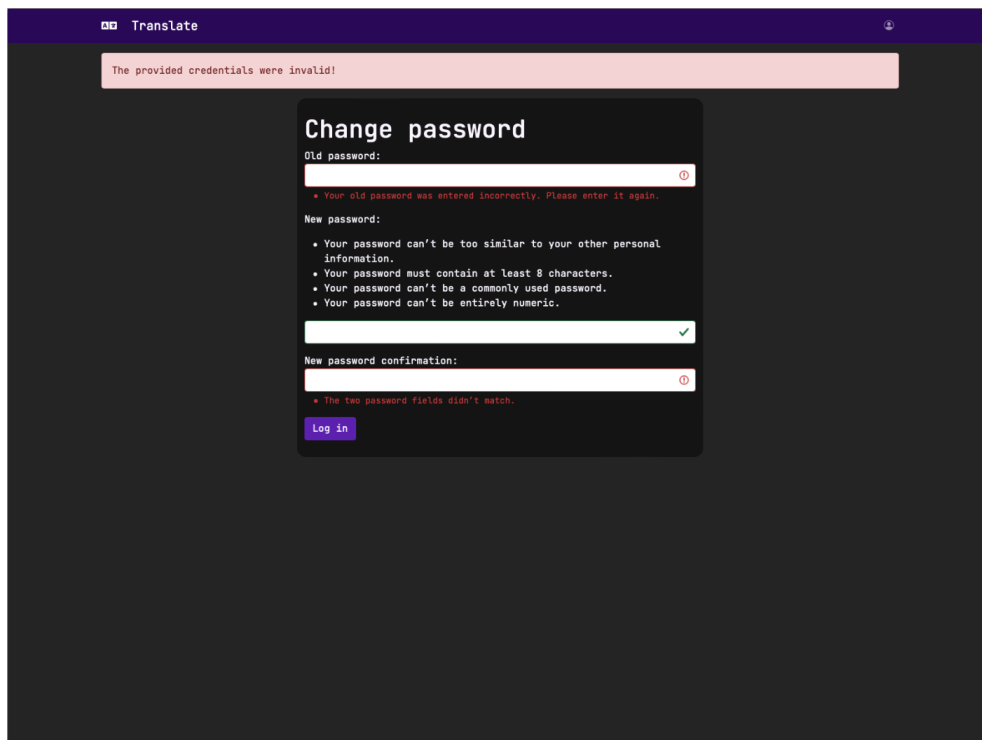 Translate
The provided credentials were invalid!
Change password
Old password:
• Your old password was entered incorrectly. Please enter it again.
New password:
• Your password can't be too similar to your other personal
information.
• Your password must contain at least 8 characters.
• Your password can't be a commonly used password.
• Your password can't be entirely numeric.
New password confirmation:
• The two password fields didn't match.
Log in